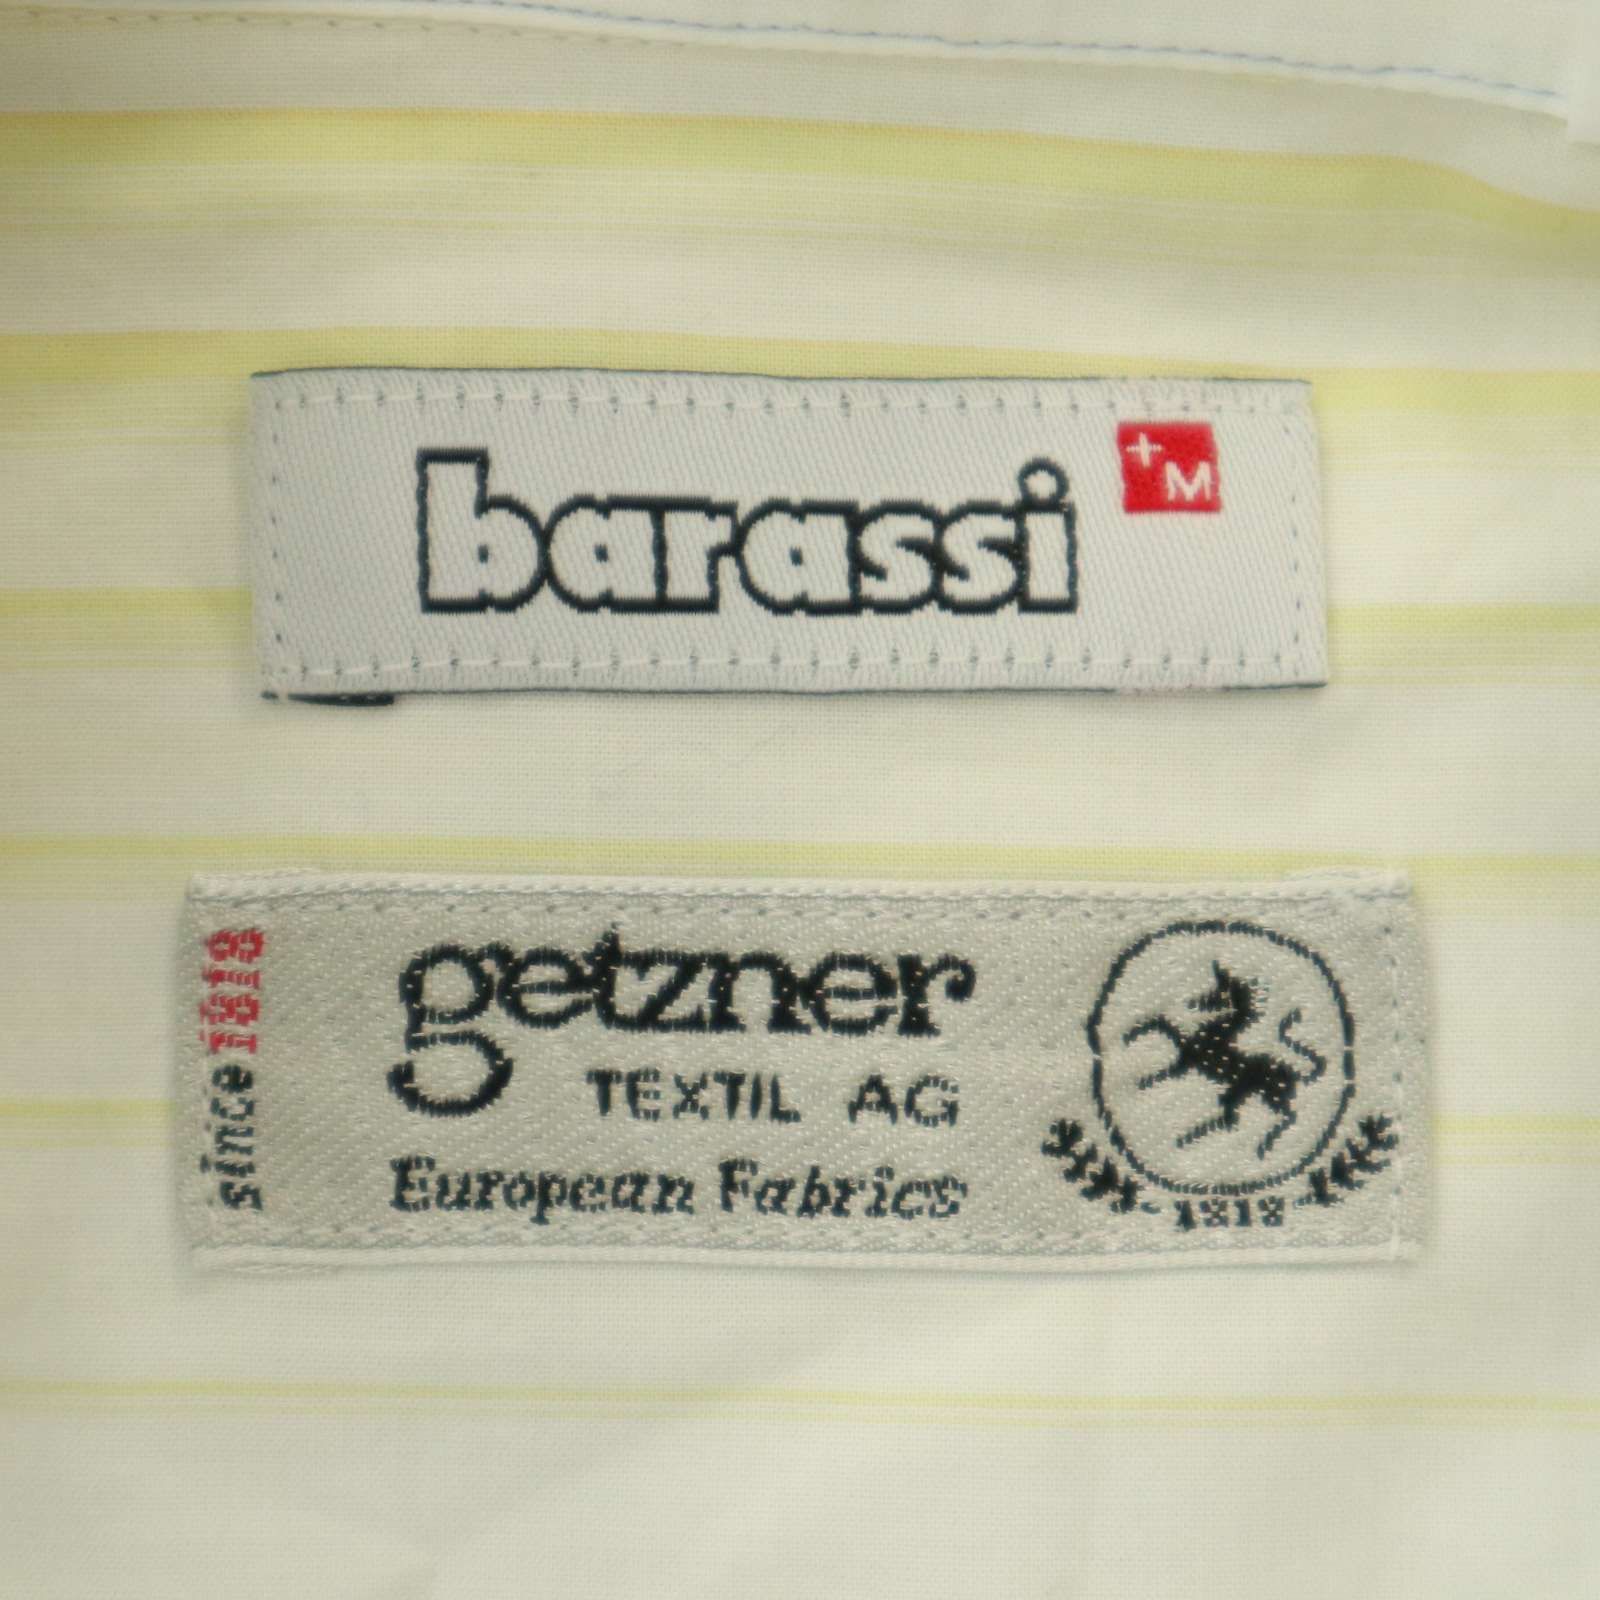 barassi
+M
since 1818
getzner
TEXTIL AG
European Fabrics
1818